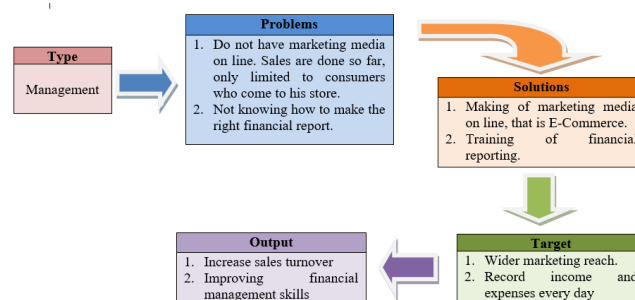 Type
Management
Problems
1. Do not have marketing media
on line. Sales are done so far,
only limited to consumers
who come to his store.
2. Not knowing how to make the
right financial report.
Solutions
1. Making of marketing media
on line, that is E-Commerce.
2. Training of financial
reporting.
Target
1. Wider marketing reach.
2. Record income and
expenses every day
Output
1. Increase sales turnover
2. Improving financial
management skills